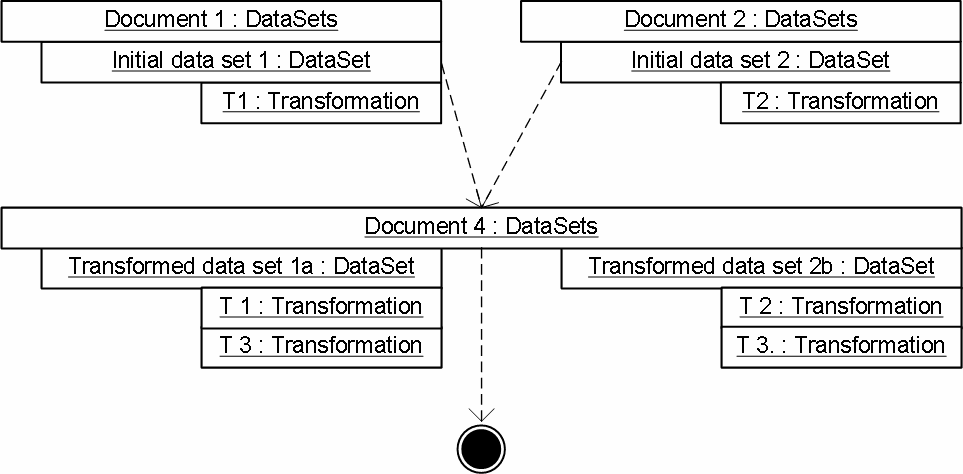 Document 1 : DataSets
Initial data set 1 : DataSet
T1 : Transformation
Document 2 : DataSets
Initial data set 2 : DataSet
T2 : Transformation
Document 4 : DataSets
Transformed data set 1a : DataSet
T 1 : Transformation
T 3 : Transformation
Transformed data set 2b : DataSet
T 2 : Transformation
T 3. : Transformation